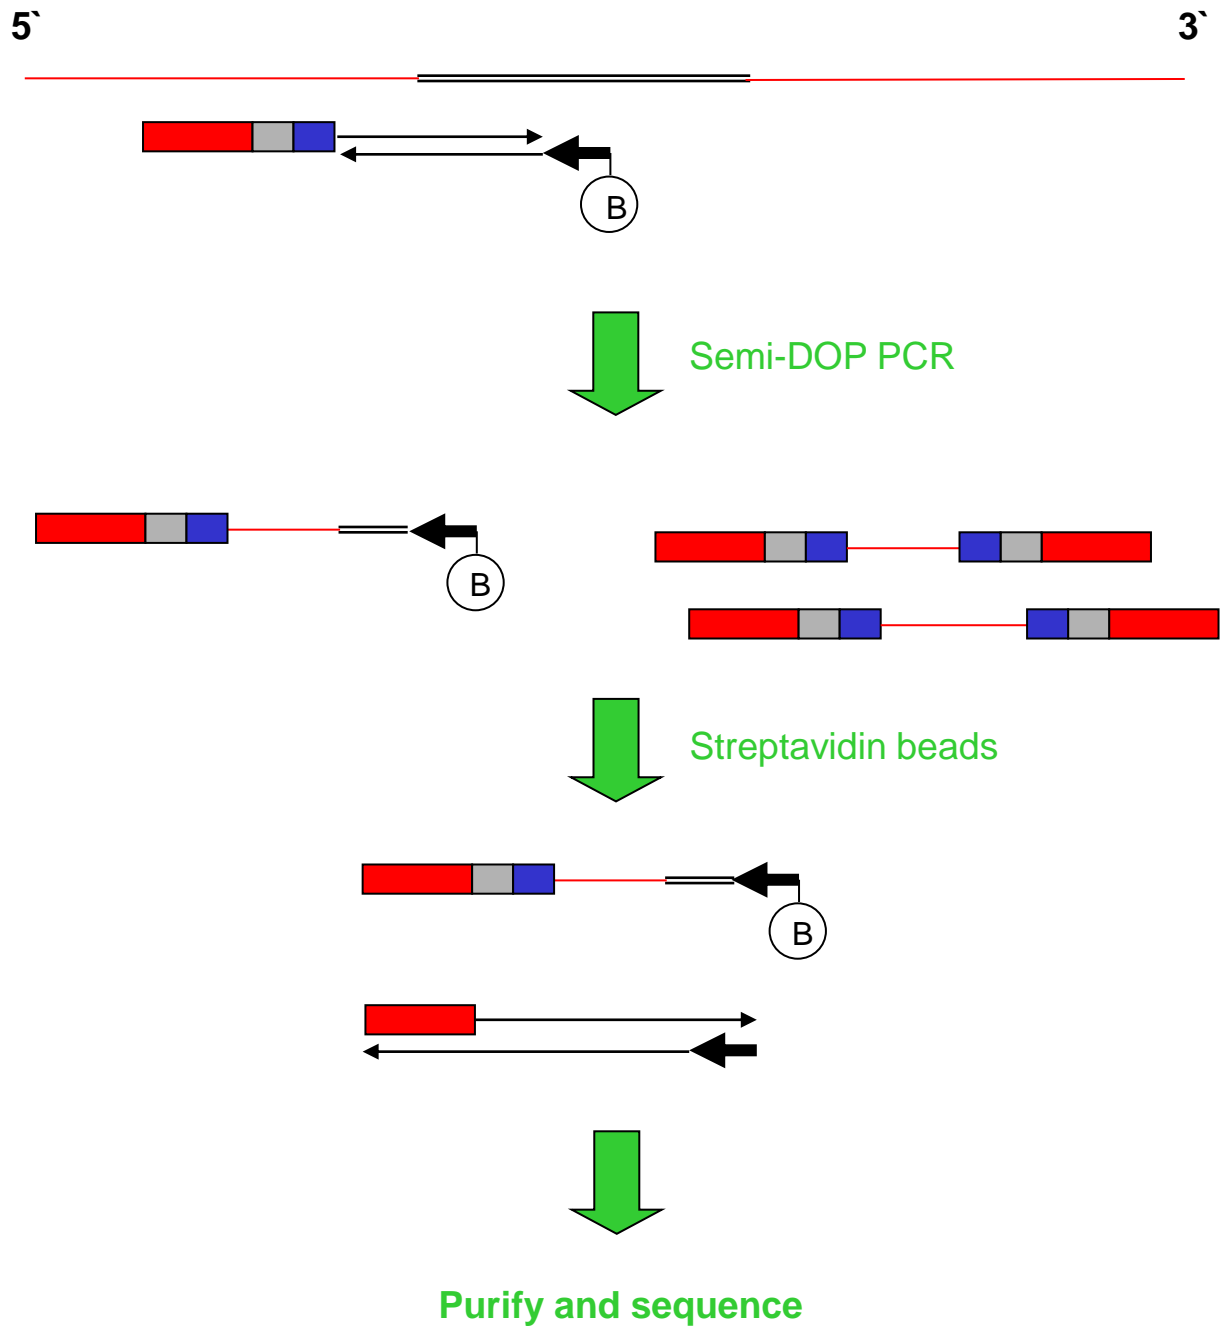 5` 3`
B
Semi-DOP PCR
B
Streptavidin beads
B
Purify and sequence